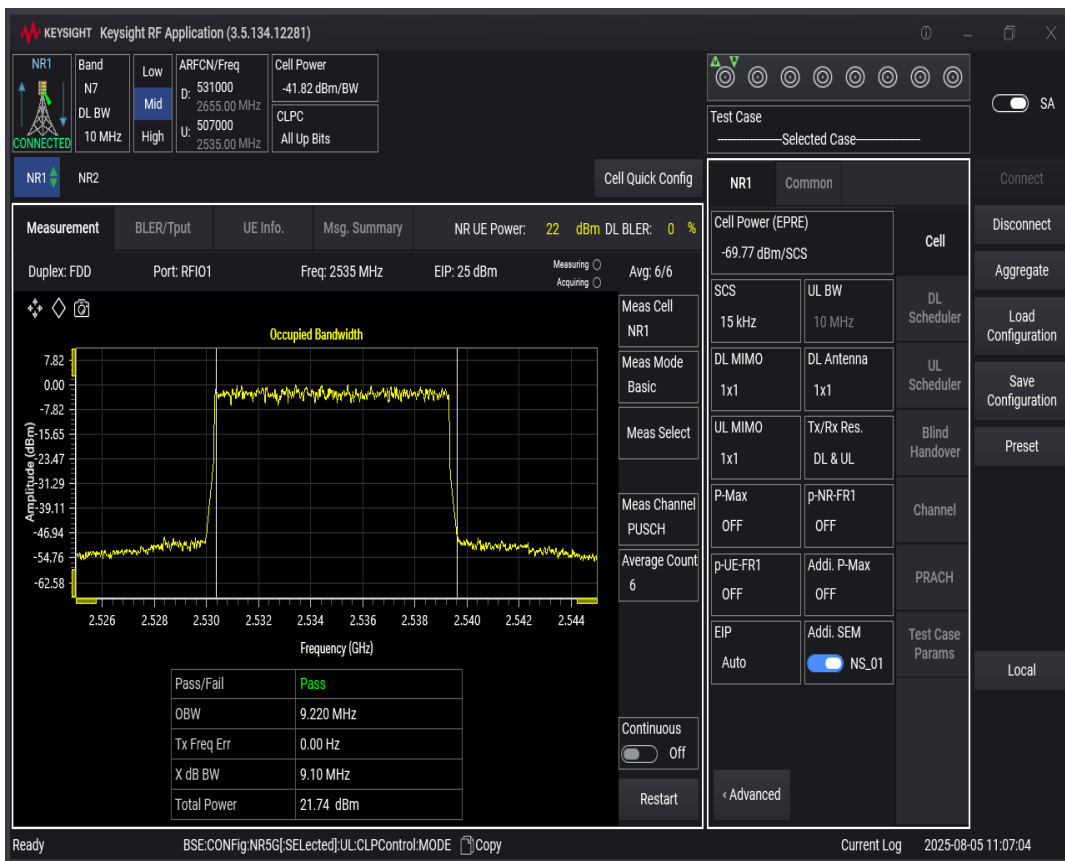 KEYSIGHT Keysight RF Application (3.5.134.12281)
NR1
CONNECTED
Band
N7
DL BW
10 MHz
Low
Mid
High
ARFCN/Freq
D: 531000
2655.00 MHz
U: 507000
2535.00 MHz
Cell Power
-41.82 dBm/BW
CLPC
All Up Bits
Test Case
---------------Selected Case---------------
SA
NR1
NR2
Cell Quick Config
NR1
Common
Connect
Measurement
BLER/Tput
UE Info.
Msg. Summary
NR UE Power: 22 dBm DL BLER: 0 %
Duplex: FDD
Port: RFIO1
Freq: 2535 MHz
EIP: 25 dBm
Measuring
Acquiring
Avg: 6/6
Occupied Bandwidth
Amplitude (dBm)
7.82
0.00
-7.82
-15.65
-23.47
-31.29
-39.11
-46.94
-54.76
-62.58
2.526 2.528 2.530 2.532 2.534 2.536 2.538 2.540 2.542 2.544
Frequency (GHz)
Pass/Fail Pass
OBW 9.220 MHz
Tx Freq Err 0.00 Hz
X dB BW 9.10 MHz
Total Power 21.74 dBm
Meas Cell
NR1
Meas Mode
Basic
Meas Select
Meas Channel
PUSCH
Average Count
6
Continuous
Off
Restart
Cell Power (EPRE)
-69.77 dBm/SCS
SCS
15 kHz
UL BW
10 MHz
DL MIMO
1x1
DL Antenna
1x1
UL MIMO
1x1
Tx/Rx Res.
DL & UL
P-Max
OFF
p-NR-FR1
OFF
p-UE-FR1
OFF
Addi. P-Max
OFF
EIP
Auto
Addi. SEM
NS_01
‹ Advanced
Cell
DL
Scheduler
UL
Scheduler
Blind
Handover
Channel
PRACH
Test Case
Params
Disconnect
Aggregate
Load
Configuration
Save
Configuration
Preset
Local
Ready
BSE:CONFig:NR5G[:SELected]:UL:CLPControl:MODE
Copy
Current Log
2025-08-05 11:07:04